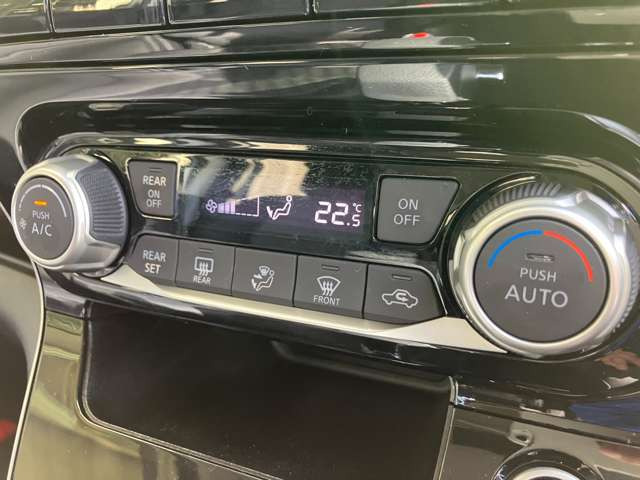 PUSH
A/C
REAR
ON
OFF
22.5
°C
ON
OFF
REAR
SET
REAR
FRONT
PUSH
AUTO